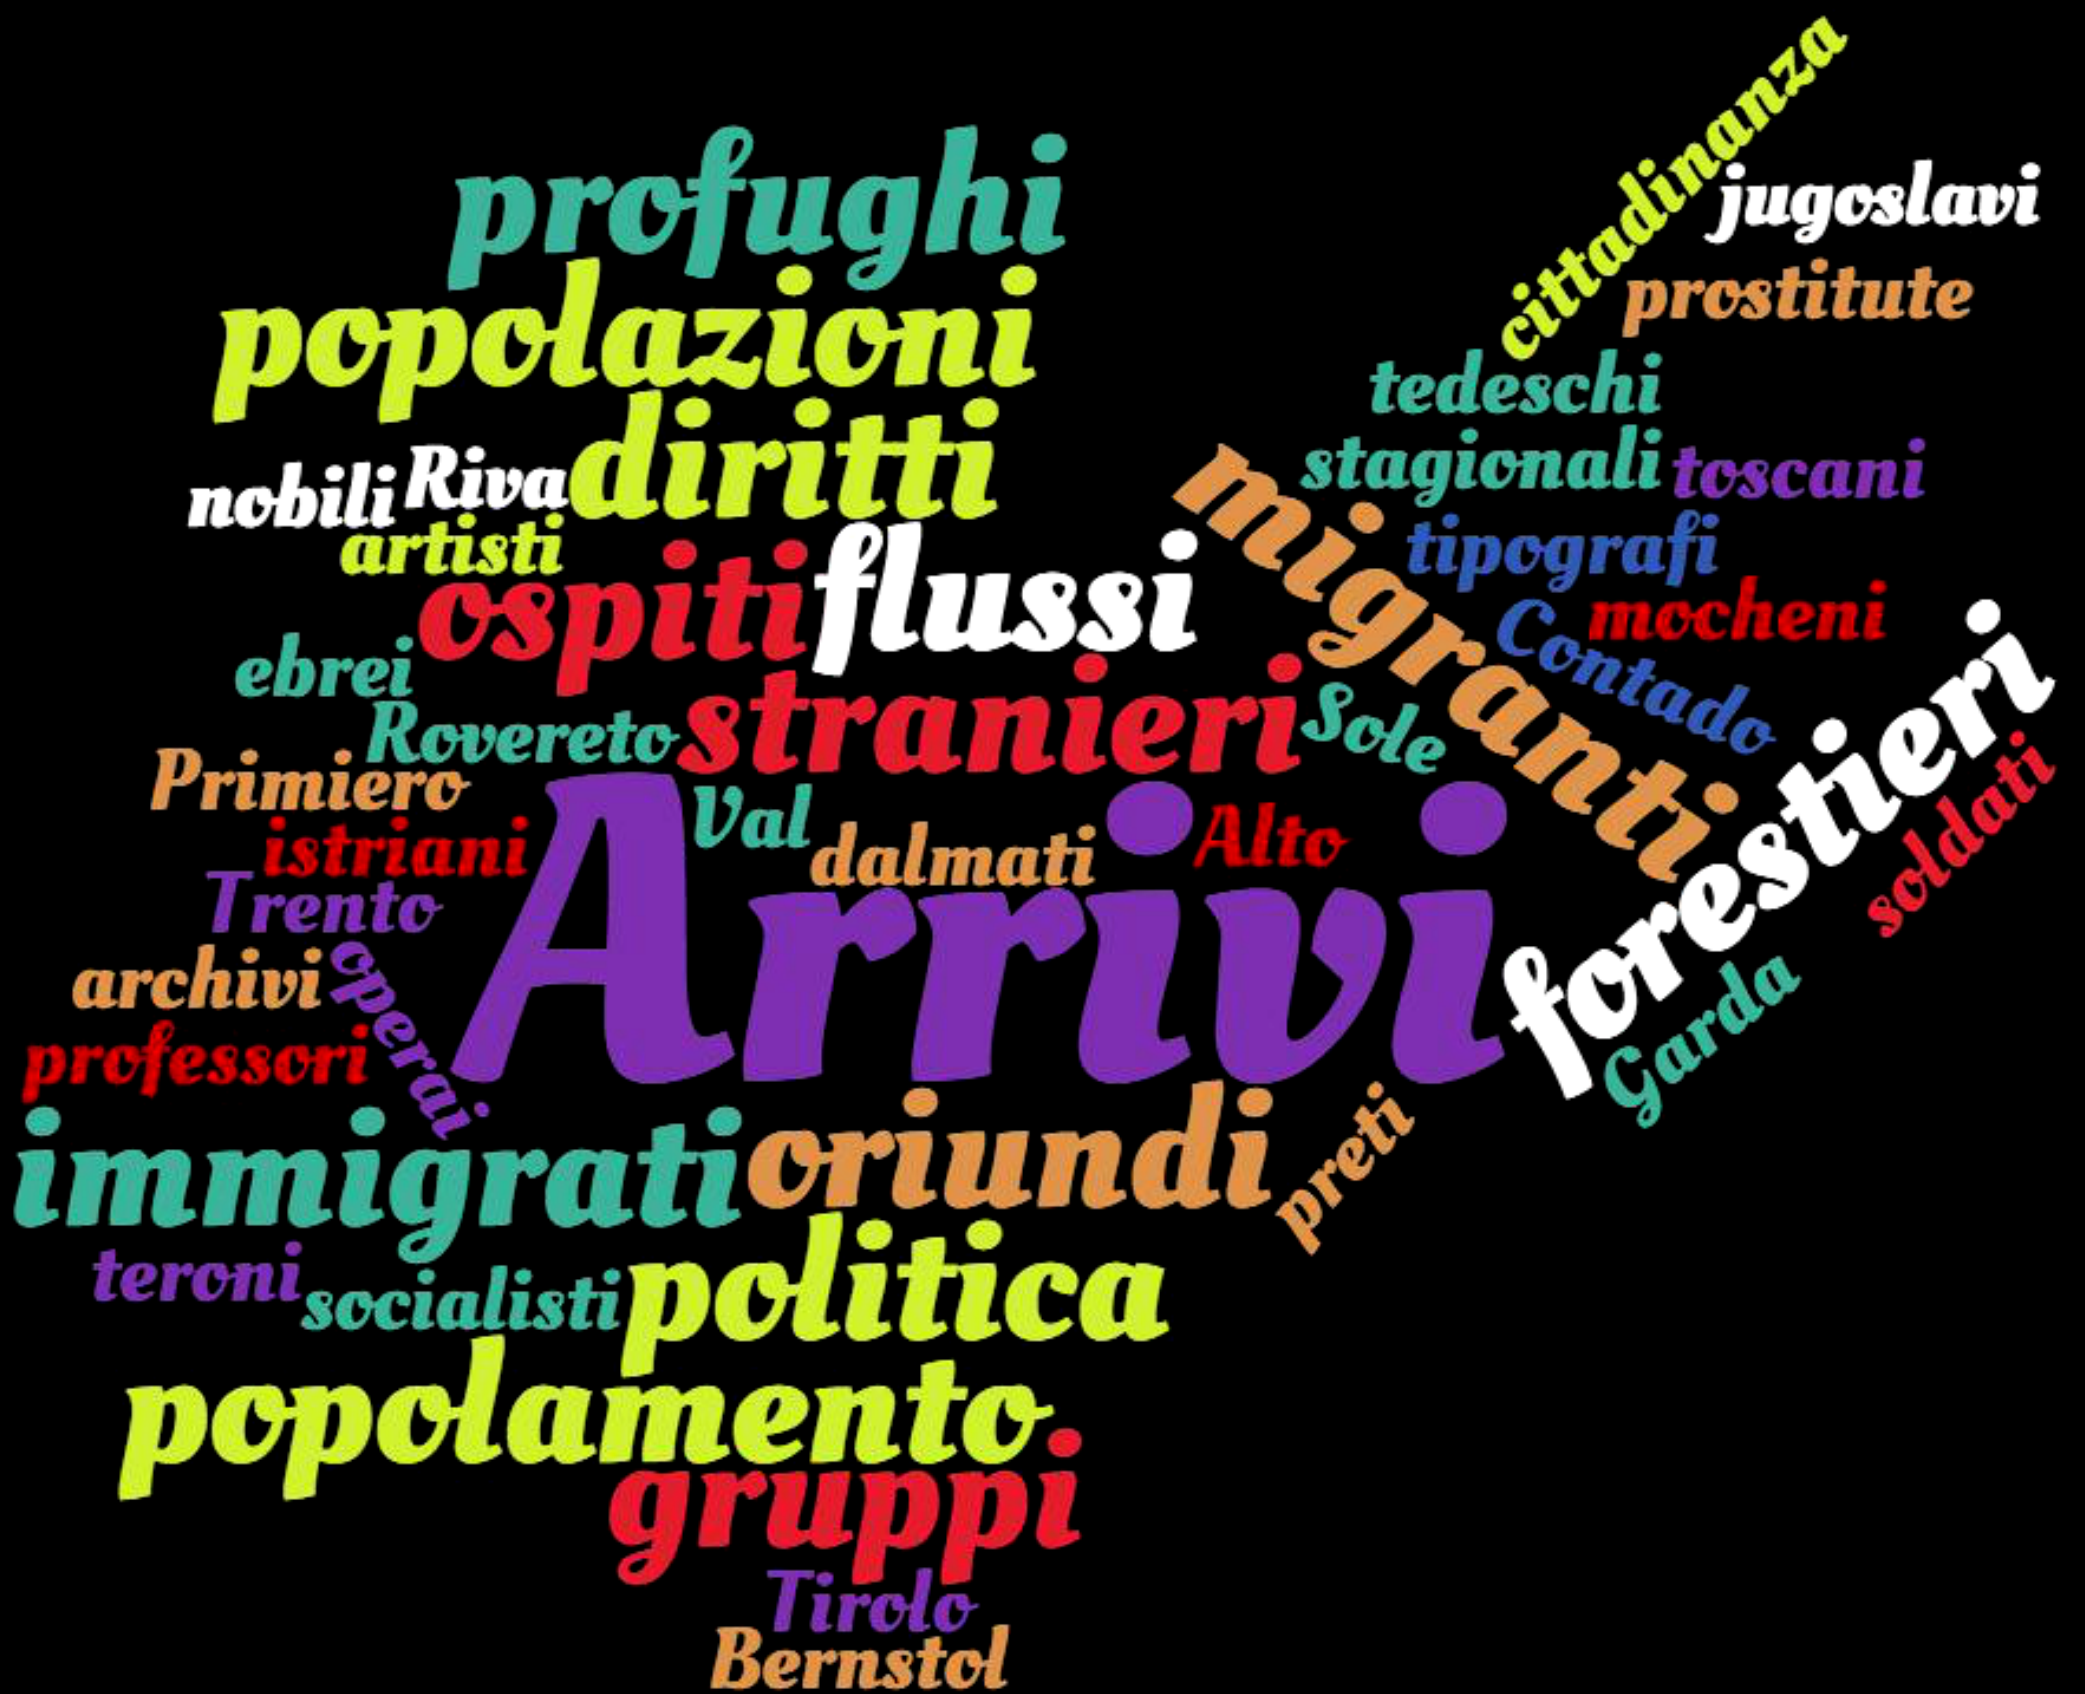 cittadinanza
jugoslavi
profughi
prostitute
popolazioni
tedeschi
diritti
nobili
Riva
stagionali
toscani
artisti
migranti
tipografi
ospiti
flussi
mocheni
Contado
ebrei
Rovereto
stranieri
Sole
forestieri
Primiero
Val
soldati
istriani
dalmati
Alto
Trento
Arrivi
archivi
operai
Garda
professori
immigrati
oriundi
preti
teroni
socialisti
politica
popolamento
gruppi
Tirolo
Bernstol